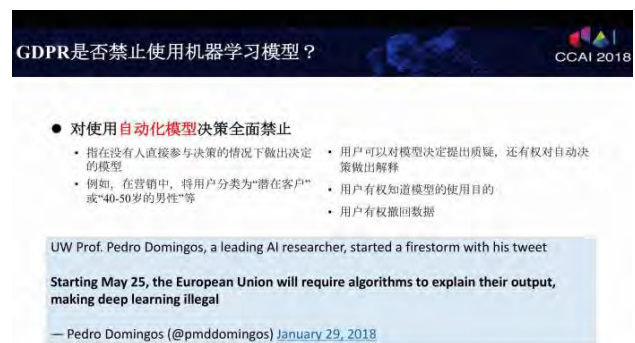 GDPR是否禁止使用机器学习模型？
CCAI 2018
● 对使用自动化模型决策全面禁止
• 指在没有人直接参与决策的情况下做出决定
的模型
• 例如，在营销中，将用户分类为“潜在客户”
或“40-50岁的男性”等
• 用户可以对模型决定提出质疑，还有权对自动决
策做出解释
• 用户有权知道模型的使用目的
• 用户有权撤回数据
UW Prof. Pedro Domingos, a leading AI researcher, started a firestorm with his tweet
Starting May 25, the European Union will require algorithms to explain their output,
making deep learning illegal
— Pedro Domingos (@pmddomingos) January 29, 2018